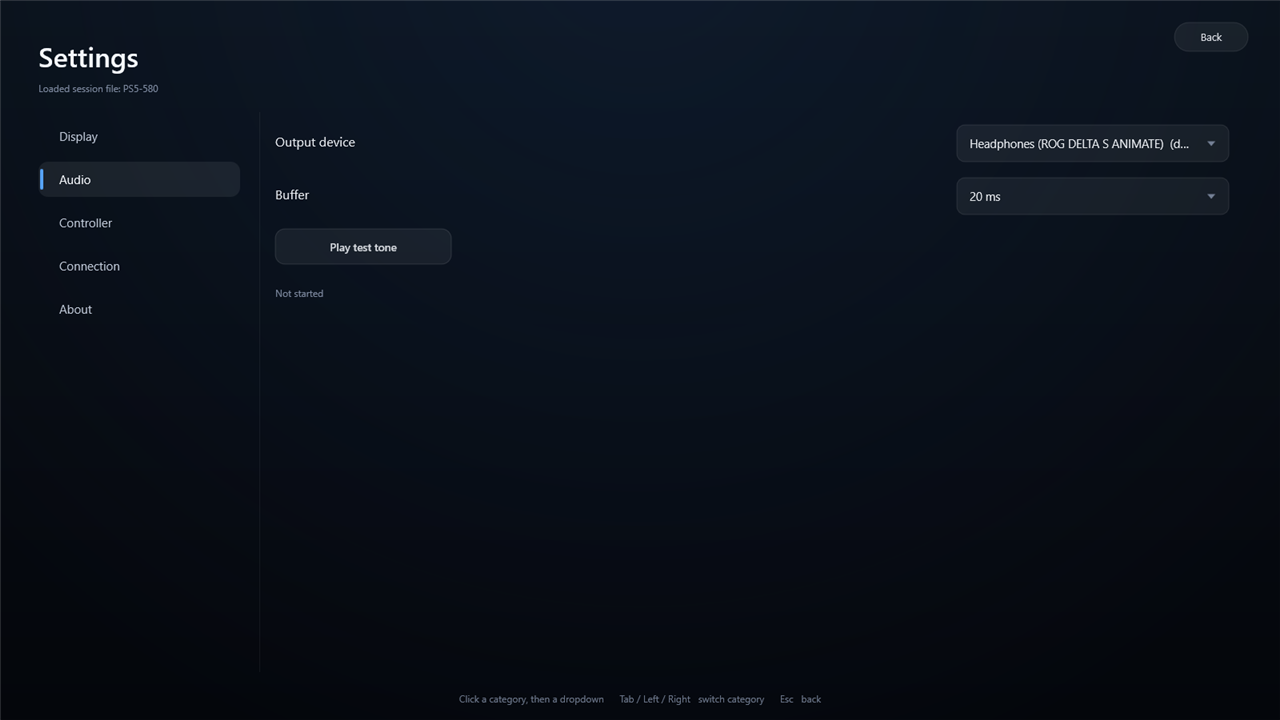 Back
Settings
Loaded session file: PS5-580
Display
Audio
Controller
Connection
About
Output device
Headphones (ROG DELTA S ANIMATE) (d...
Buffer
20 ms
Play test tone
Not started
Click a category, then a dropdown Tab / Left / Right switch category Esc back